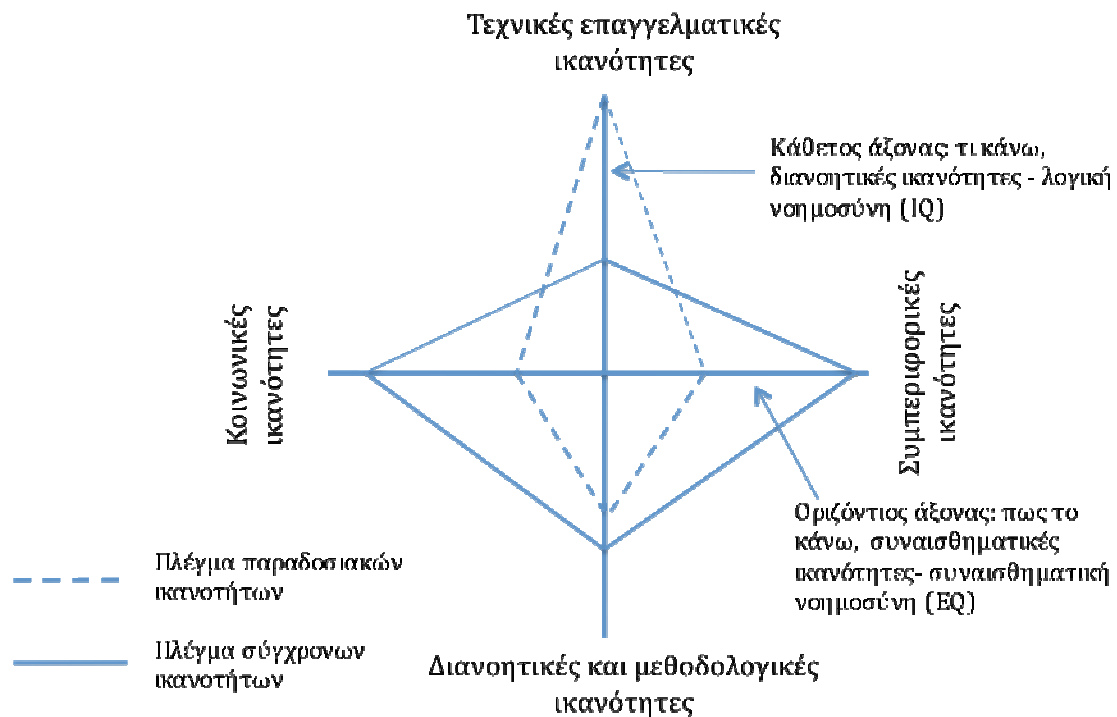 Τεχνικές επαγγελματικές
ικανότητες
Κάθετος άξονας: τι κάνω,
διανοητικές ικανότητες - λογική
νοημοσύνη (IQ)
Κοινωνικές
ικανότητες
Συμπεριφορικές
ικανότητες
Οριζόντιος άξονας: πως το
κάνω, συναισθηματικές
ικανότητες- συναισθηματική
νοημοσύνη (EQ)
Πλέγμα παραδοσιακών
ικανοτήτων
Πλέγμα σύγχρονων
ικανοτήτων
Διανοητικές και μεθοδολογικές
ικανότητες